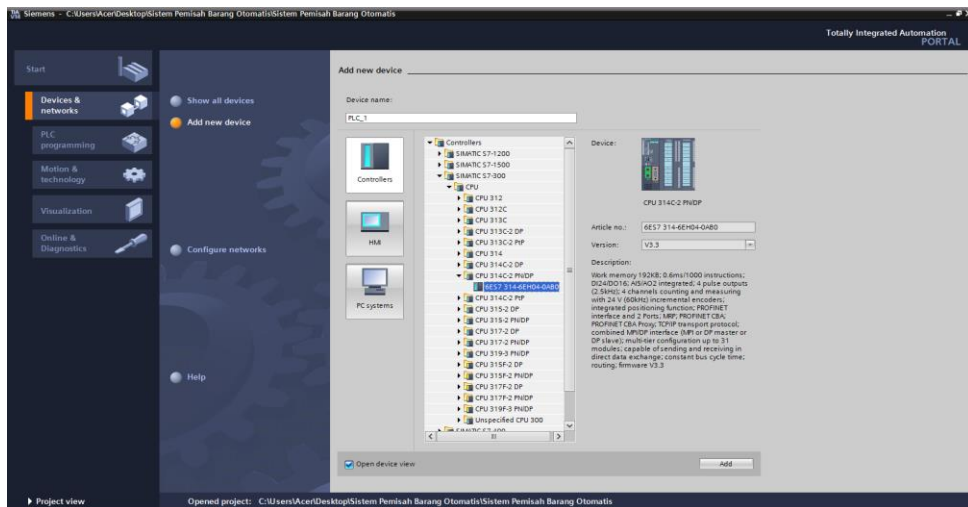 Siemens - C:\Users\Acer\Desktop\Sistem Pemisah Barang Otomatis\Sistem Pemisah Barang Otomatis
Totally Integrated Automation
PORTAL
Start
Devices &
networks
PLC
programming
Motion &
technology
Visualization
Online &
Diagnostics
Show all devices
Add new device
Configure networks
Help
Add new device
Device name:
PLC_1
Controllers
HMI
PC systems
Controllers
SIMATIC S7-1200
SIMATIC S7-1500
SIMATIC S7-300
CPU
CPU 312
CPU 312C
CPU 313C
CPU 313C-2 DP
CPU 313C-2 PtP
CPU 314
CPU 314C-2 DP
CPU 314C-2 PN/DP
6ES7 314-6EH04-0AB0
CPU 314C-2 PtP
CPU 315-2 DP
CPU 315-2 PN/DP
CPU 317-2 DP
CPU 317-2 PN/DP
CPU 319-3 PN/DP
CPU 315F-2 DP
CPU 315F-2 PN/DP
CPU 317F-2 DP
CPU 317F-2 PN/DP
CPU 319F-3 PN/DP
Unspecified CPU 300
SIMATIC S7-400
Device:
CPU 314C-2 PN/DP
Article no.: 6ES7 314-6EH04-0AB0
Version: V3.3
Description:
Work memory 192KB; 0.6ms/1000 instructions;
DI24/DO16; AI5/AO2 integrated; 4 pulse outputs
(2.5kHz); 4 channels counting and measuring
with 24 V (60kHz) incremental encoders;
integrated positioning function; PROFINET
interface and 2 Ports; MRP; PROFINET CBA;
PROFINET CBA Proxy; TCP/IP transport protocol;
combined MPI/DP interface (MPI or DP master or
DP slave); multi-tier configuration up to 31
modules; capable of sending and receiving in
direct data exchange; constant bus cycle time;
routing; firmware V3.3
Open device view
Add
Project view
Opened project: C:\Users\Acer\Desktop\Sistem Pemisah Barang Otomatis\Sistem Pemisah Barang Otomatis